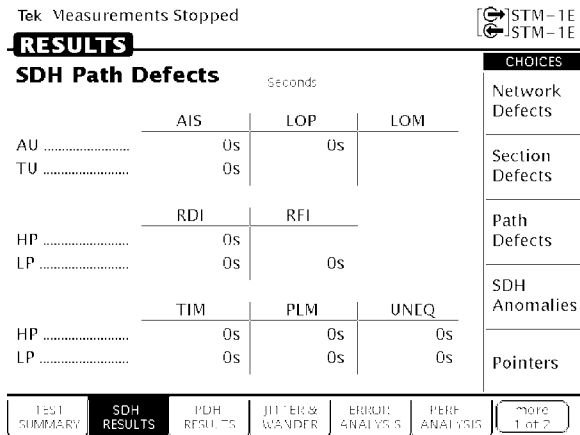 Tek Measurements Stopped
STM-1E
STM-1E
RESULTS
SDH Path Defects
Seconds
CHOICES
Network
Defects
Section
Defects
Path
Defects
SDH
Anomalies
Pointers
AIS LOP LOM
AU ........................ 0s 0s
TU ........................ 0s
RDI RFI
HP ........................ 0s
LP ........................ 0s 0s
TIM PLM UNEQ
HP ........................ 0s 0s 0s
LP ........................ 0s 0s 0s
TEST
SUMMARY
SDH
RESULTS
PDH
RESULTS
JITTER &
WANDER
ERROR
ANALYSIS
PERF
ANALYSIS
more
1 of 2